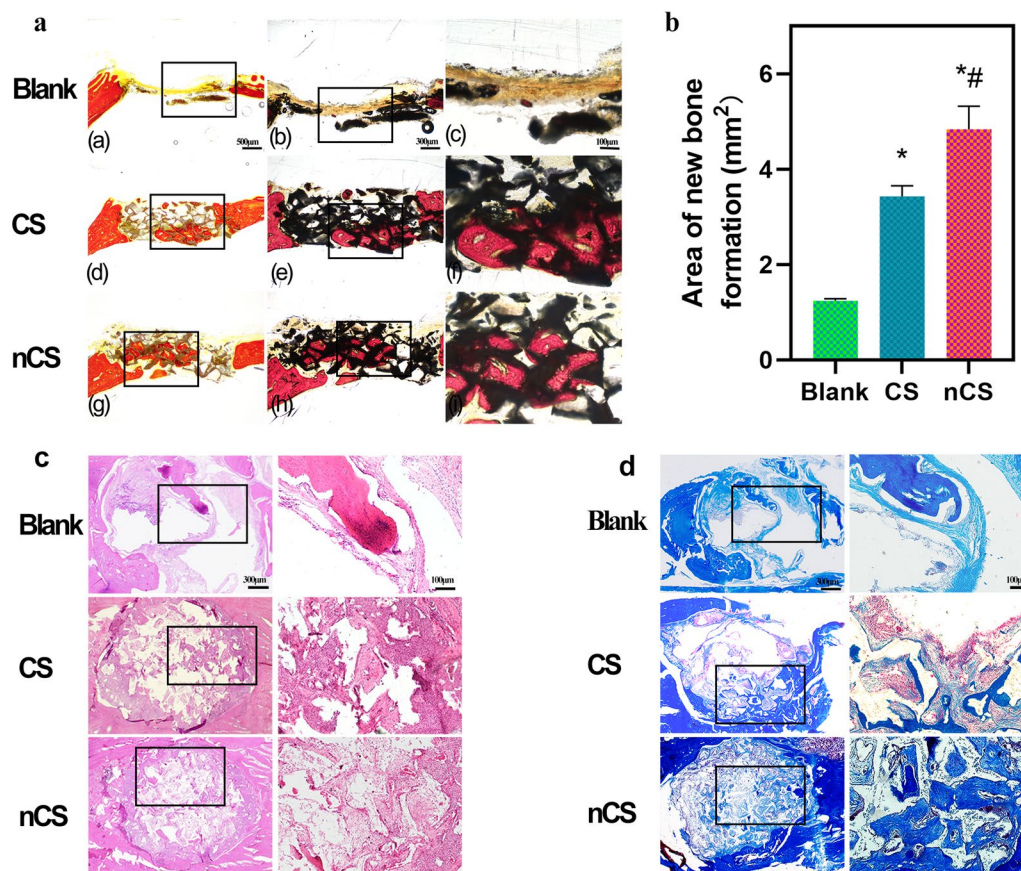 a
Blank
(a)
500μm
(b)
300μm
(c)
100μm
CS
(d)
(e)
(f)
nCS
(g)
(h)
(i)
b
Area of new bone
formation (mm²)
6
4
2
0
*
*#
Blank
CS
nCS
c
Blank
300μm
100μm
CS
nCS
d
Blank
300μm
100μ
CS
nCS